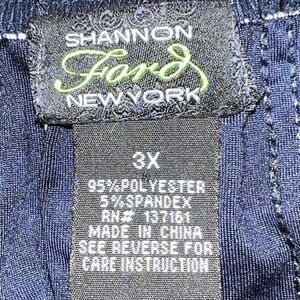 SHANNON
Ford
NEW YORK
3X
95%POLYESTER
5%SPANDEX
RN# 137161
MADE IN CHINA
SEE REVERSE FOR
CARE INSTRUCTION